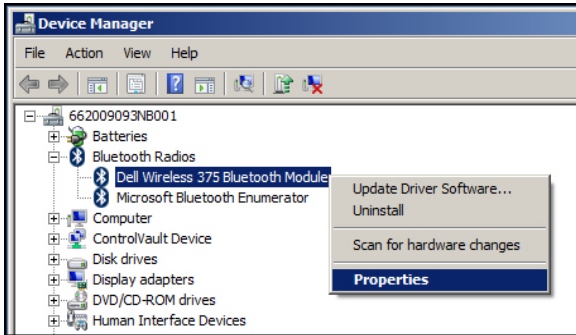 Device Manager
File Action View Help
662009093NB001
Batteries
Bluetooth Radios
Dell Wireless 375 Bluetooth Module
Microsoft Bluetooth Enumerator
Computer
ControlVault Device
Disk drives
Display adapters
DVD/CD-ROM drives
Human Interface Devices
Update Driver Software...
Uninstall
Scan for hardware changes
Properties